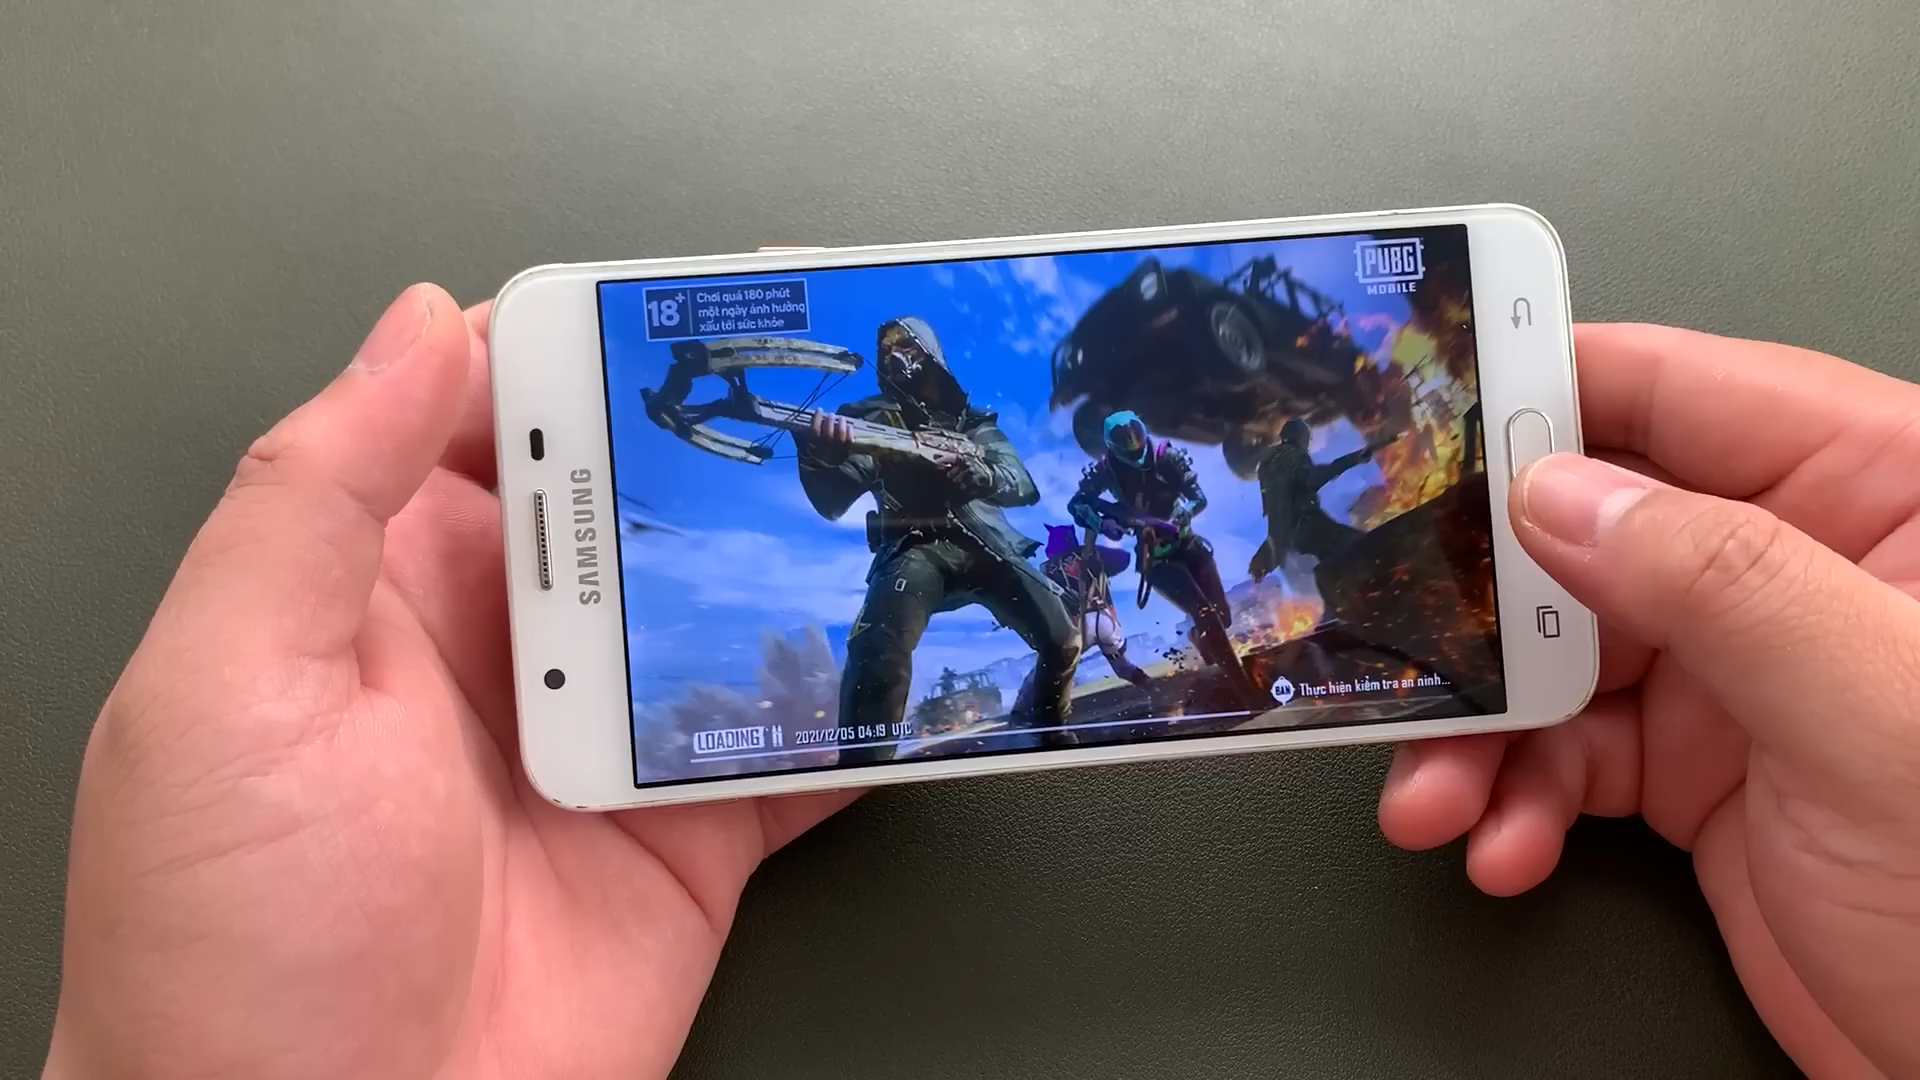 SAMSUNG
18+
Chơi quá 180 phút
một ngày ảnh hưởng
xấu tới sức khỏe
PUBG
MOBILE
BAN
Thực hiện kiểm tra an ninh...
LOADING
2021/12/05 04:19 UTC